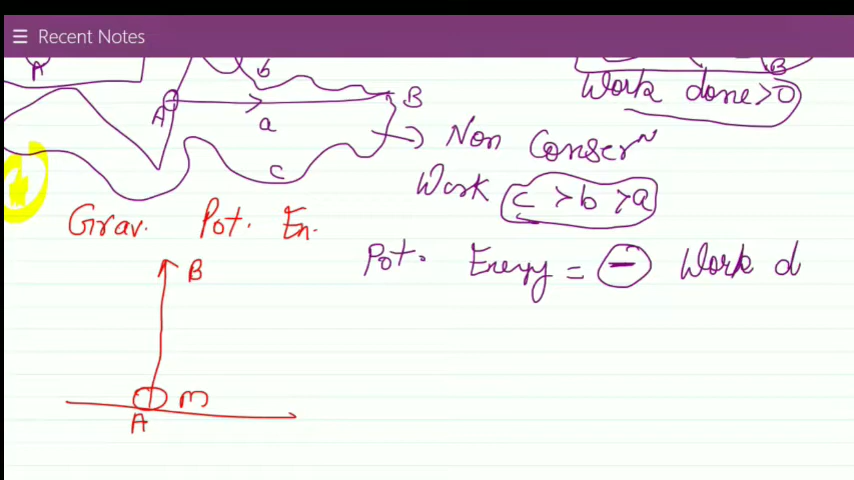 Recent Notes
A
b
B
Work done >0
A
B
a
Non Conserⁿ
c
Work c >b >a
Grav. Pot. En.
Pot. Energy = - Work d
B
m
A